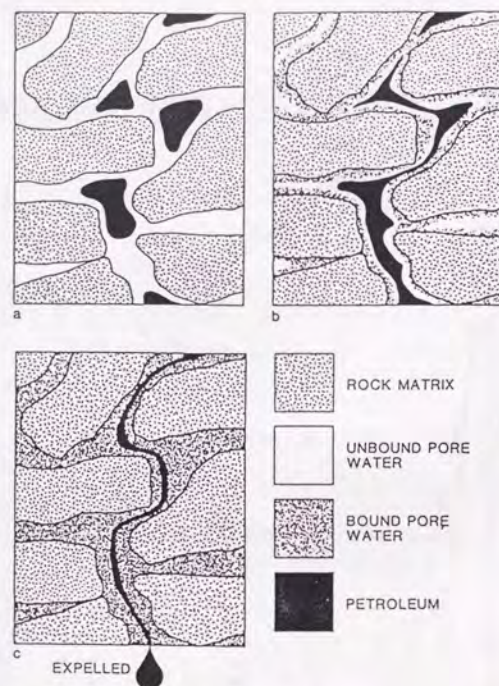 a
b
ROCK MATRIX
UNBOUND PORE
WATER
BOUND PORE
WATER
PETROLEUM
c
EXPELLED